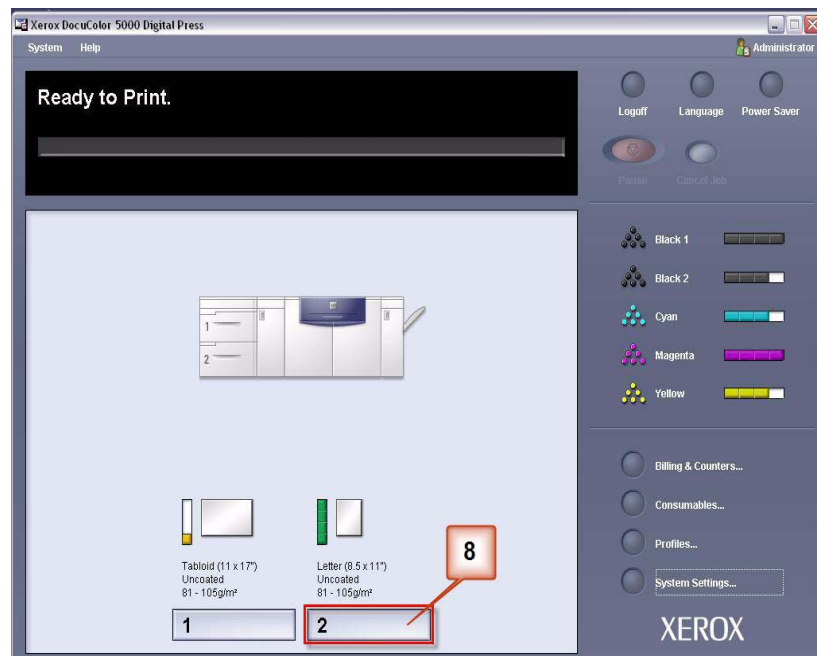 Xerox DocuColor 5000 Digital Press
System Help
Administrator
Ready to Print.
Logoff Language Power Saver
Pause Cancel Job
Black 1
Black 2
Cyan
Magenta
Yellow
1
2
Billing & Counters...
Consumables...
Profiles...
System Settings...
Tabloid (11 x 17")
Uncoated
81 - 105g/m²
Letter (8.5 x 11")
Uncoated
81 - 105g/m²
8
1
2
XEROX